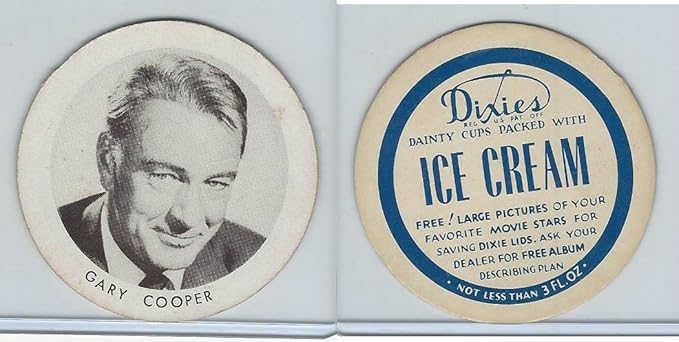 GARY COOPER
Dixies
REG. U.S. PAT. OFF.
DAINTY CUPS PACKED WITH
ICE CREAM
FREE! LARGE PICTURES OF YOUR
FAVORITE MOVIE STARS FOR
SAVING DIXIE LIDS. ASK YOUR
DEALER FOR FREE ALBUM
DESCRIBING PLAN
• NOT LESS THAN 3 FL. OZ. •